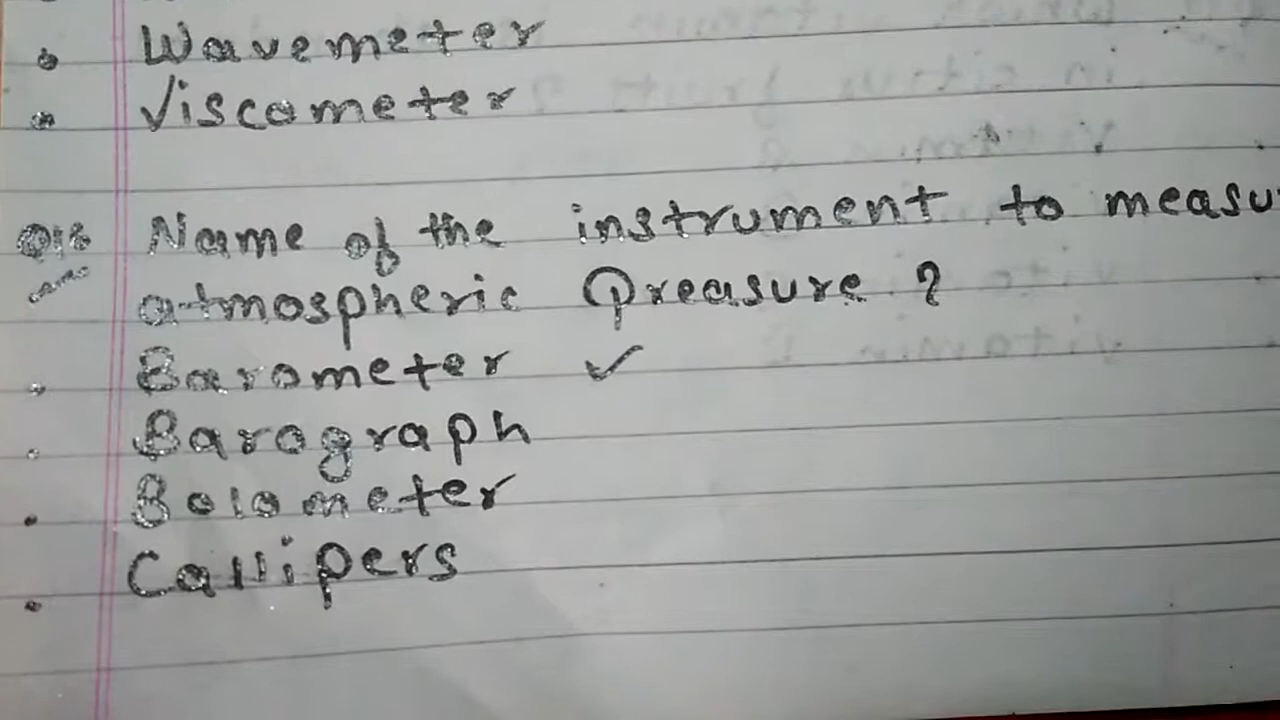 Wavemeter
Viscometer
Q18 Name of the instrument to measu
atmospheric Preasure ?
Barometer ✓
Barograph
Bolometer
Callipers